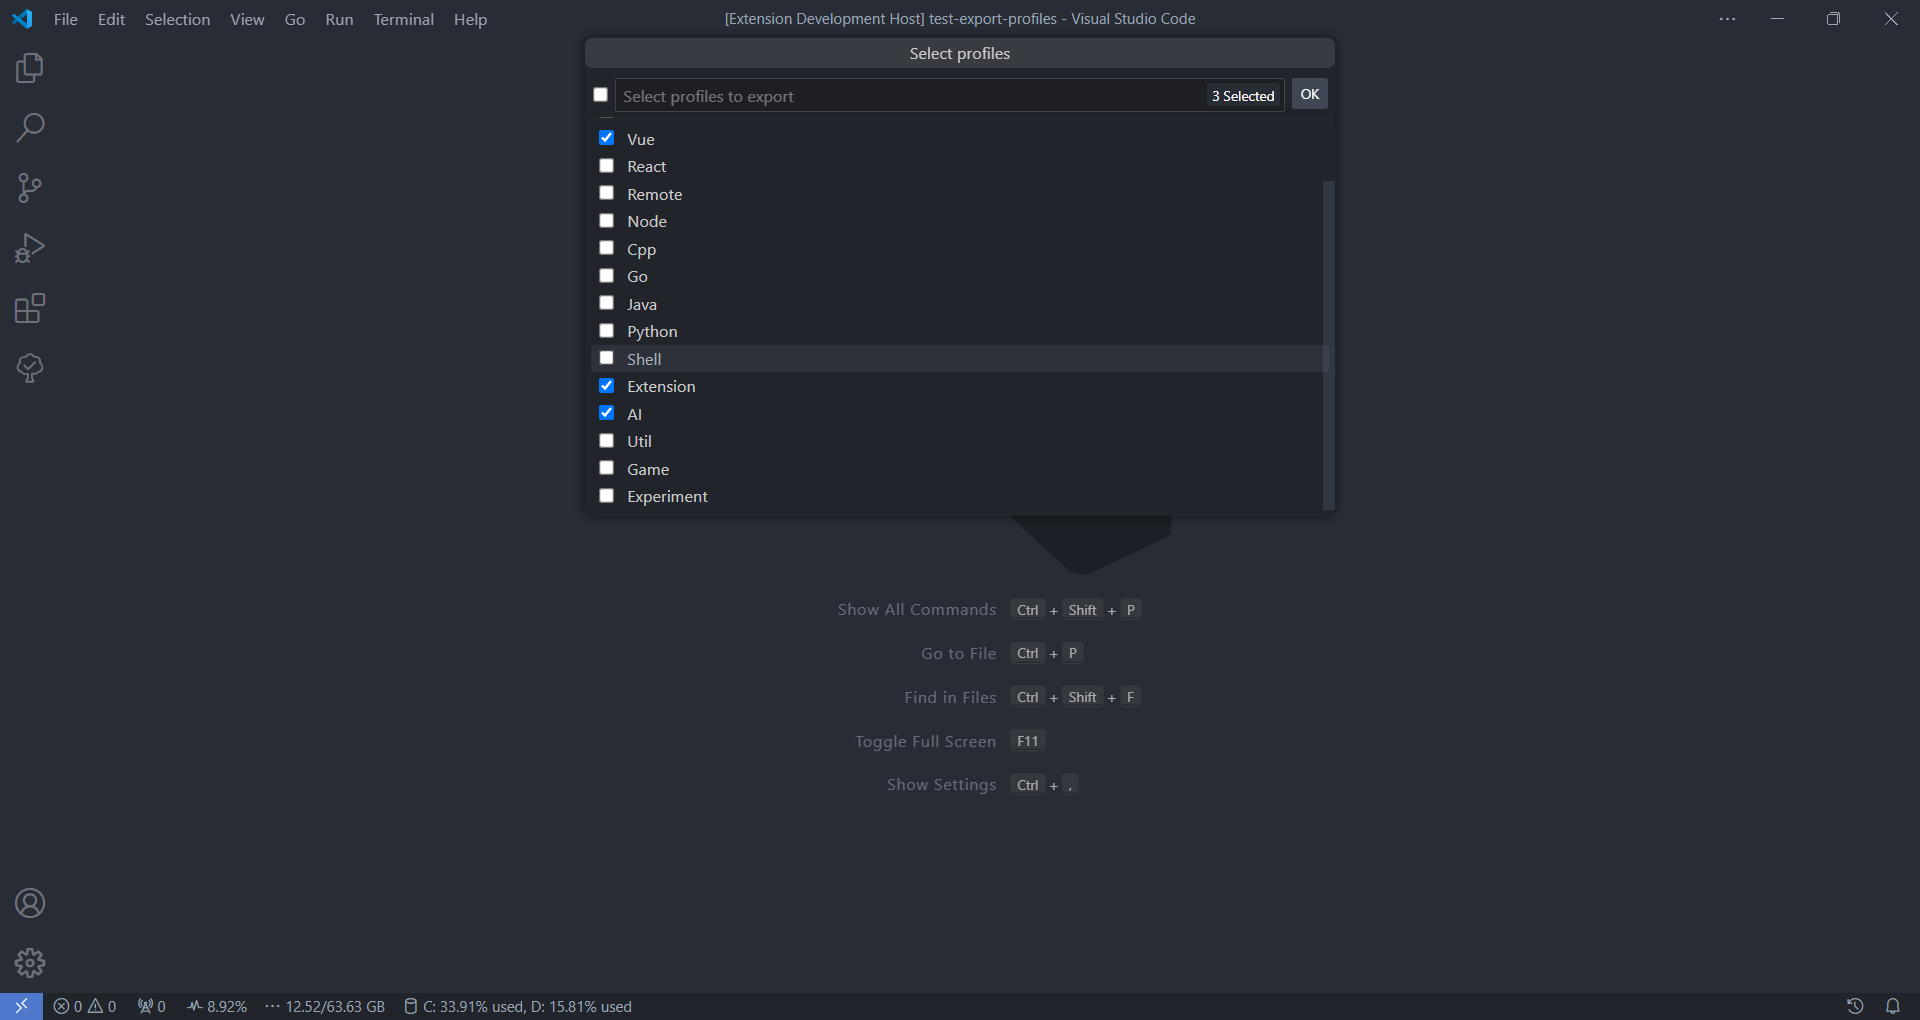 File Edit Selection View Go Run Terminal Help [Extension Development Host] test-export-profiles - Visual Studio Code
Select profiles
Select profiles to export 3 Selected OK
Vue
React
Remote
Node
Cpp
Go
Java
Python
Shell
Extension
AI
Util
Game
Experiment
Show All Commands Ctrl + Shift + P
Go to File Ctrl + P
Find in Files Ctrl + Shift + F
Toggle Full Screen F11
Show Settings Ctrl + ,
0 0 0 8.92% 12.52/63.63 GB C: 33.91% used, D: 15.81% used